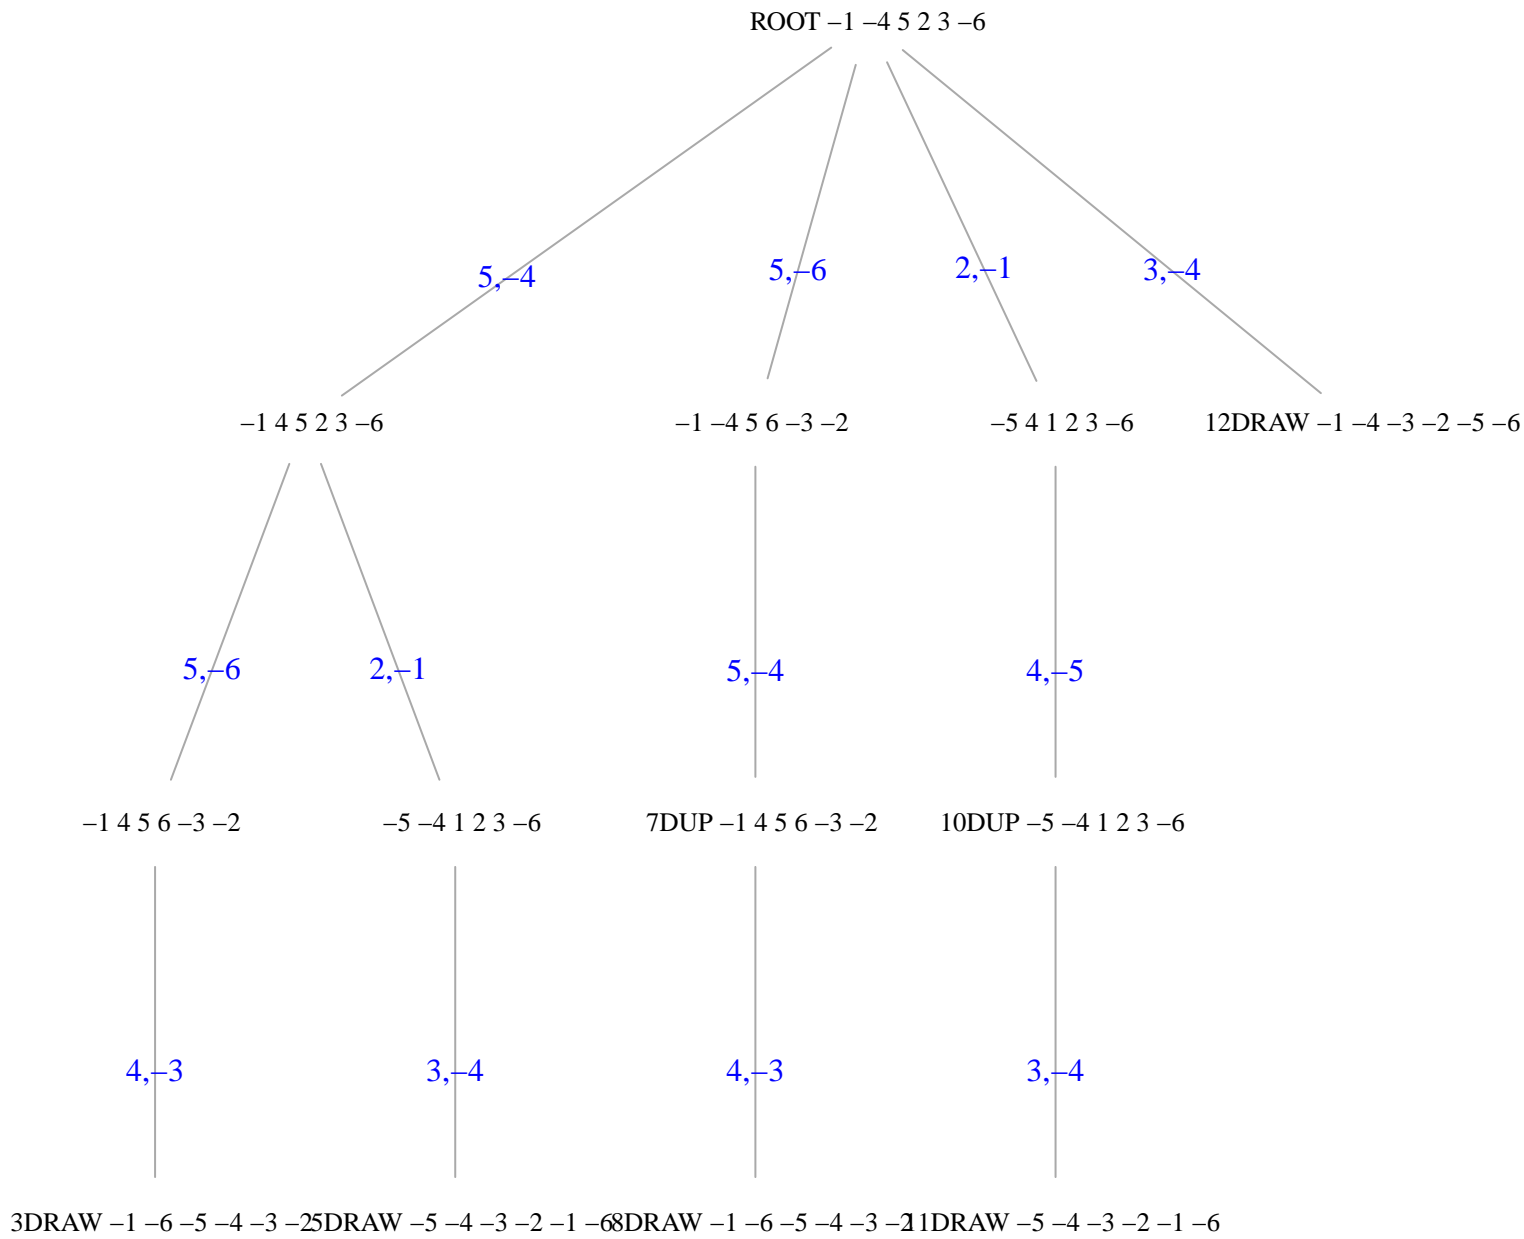 ROOT –1 –4 5 2 3 –6
5,–4 5,–6 2,–1 3,–4
–1 4 5 2 3 –6 –1 –4 5 6 –3 –2 –5 4 1 2 3 –6 12DRAW –1 –4 –3 –2 –5 –6
5,–6 2,–1 5,–4 4,–5
–1 4 5 6 –3 –2 –5 –4 1 2 3 –6 7DUP –1 4 5 6 –3 –2 10DUP –5 –4 1 2 3 –6
4,–3 3,–4 4,–3 3,–4
3DRAW –1 –6 –5 –4 –3 –2 5DRAW –5 –4 –3 –2 –1 –6 8DRAW –1 –6 –5 –4 –3 –2 11DRAW –5 –4 –3 –2 –1 –6